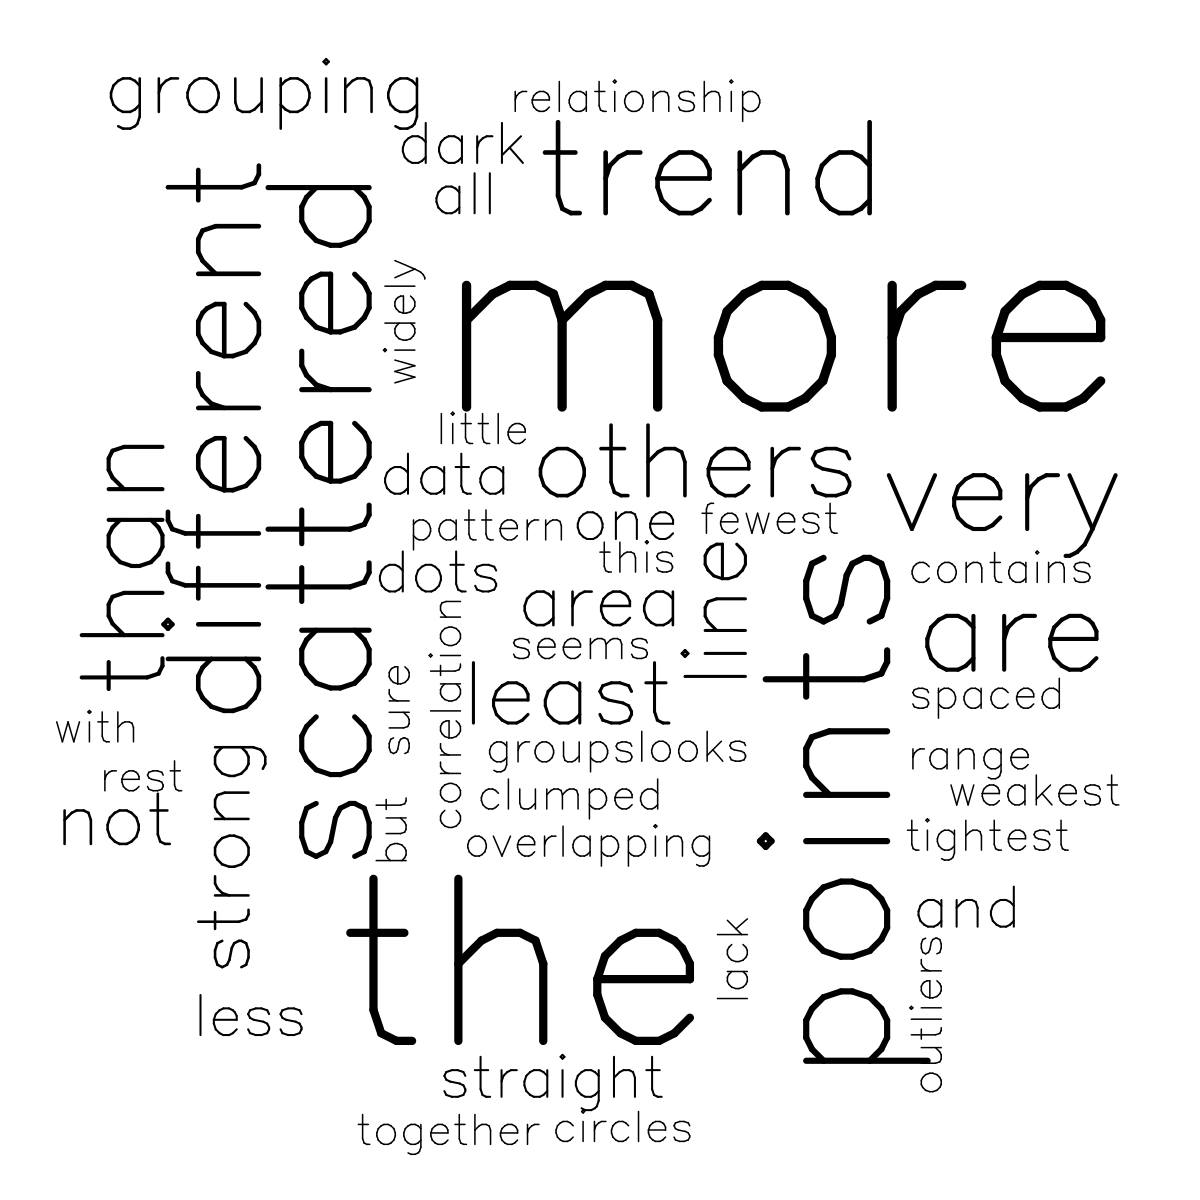 grouping
relationship
dark
trend
all
different
scattered
widely
more
little
others
than
data
very
pattern
one
fewest
this
line
dots
contains
area
points
are
seems
correlation
least
sure
spaced
with
groups
looks
range
rest
strong
clumped
weakest
not
but
overlapping
tightest
the
and
lack
outliers
less
straight
together
circles